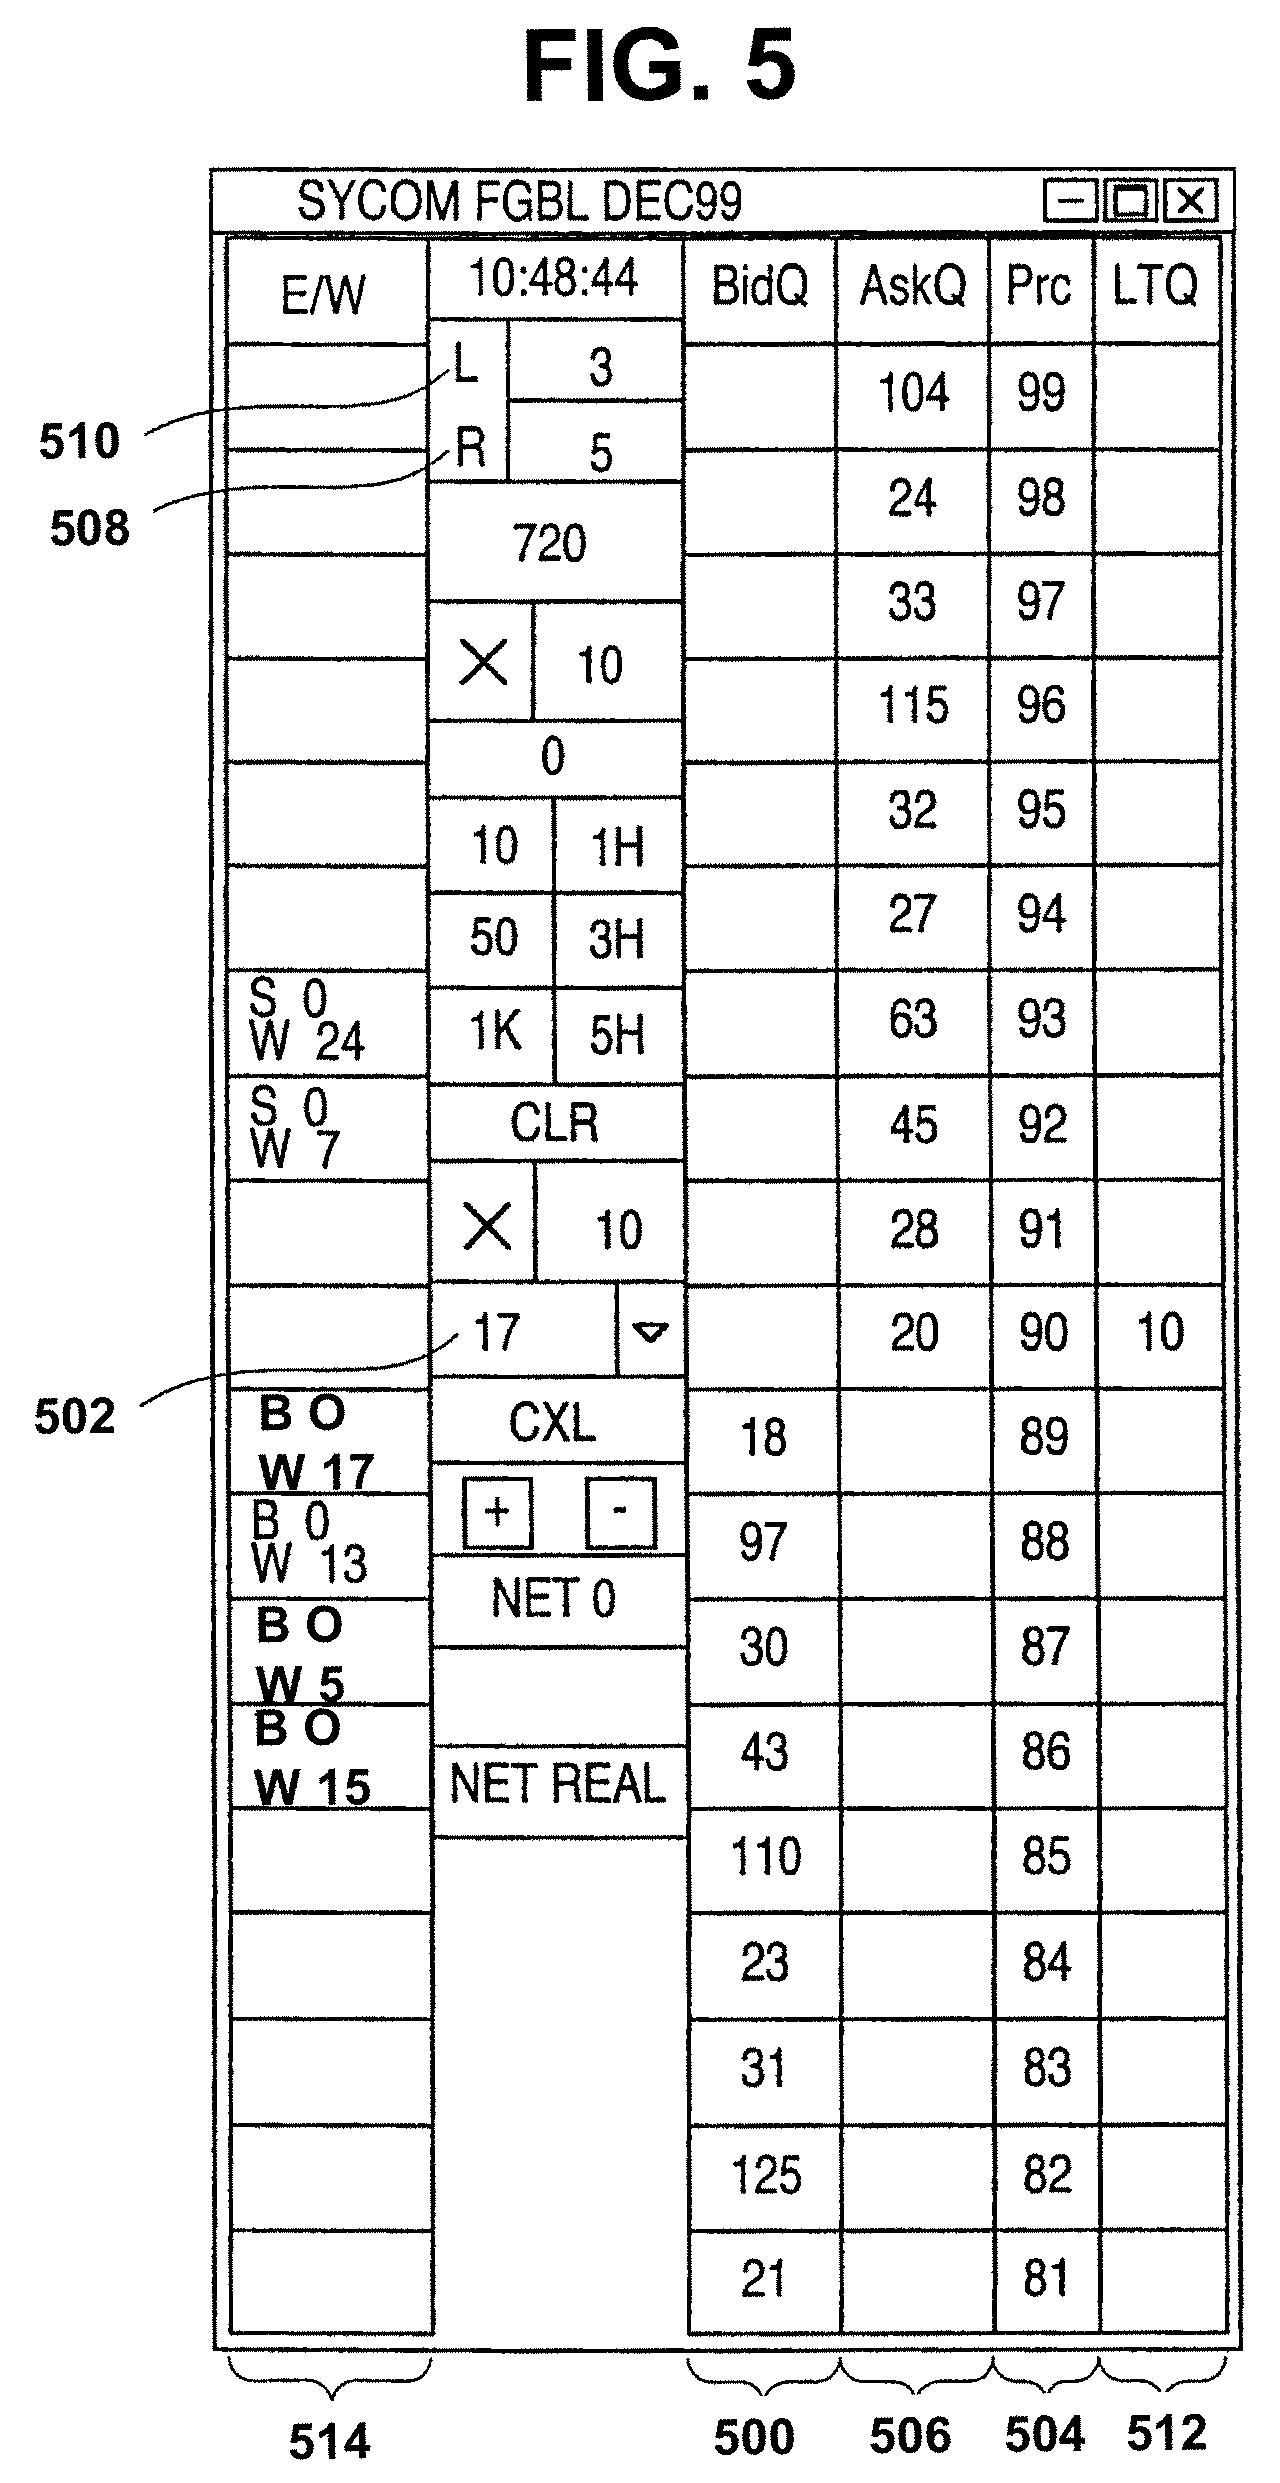 FIG. 5
SYCOM FGBL DEC99
E/W 10:48:44 BidQ AskQ Prc LTQ
L 3 104 99
510
R 5
508
24 98
720
33 97
X 10 115 96
0
32 95
10 1H
50 3H 27 94
S 0
W 24 1K 5H 63 93
S 0
W 7 CLR 45 92
X 10 28 91
17 20 90 10
502
B O
W 17 CXL 18 89
B 0
W 13 + - 97 88
B O
W 5 NET 0 30 87
B O
W 15 NET REAL 43 86
110 85
23 84
31 83
125 82
21 81
514 500 506 504 512